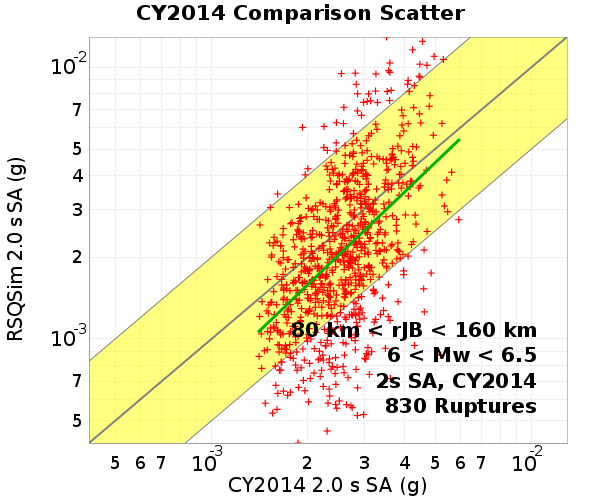 CY2014 Comparison Scatter
RSQSim 2.0 s SA (g)
10-2
7
5
4
3
2
10-3
7
5
80 km < rJB < 160 km
6 < Mw < 6.5
2s SA, CY2014
830 Ruptures
5 6 7 10-3 2 3 4 5 6 7 10-2
CY2014 2.0 s SA (g)